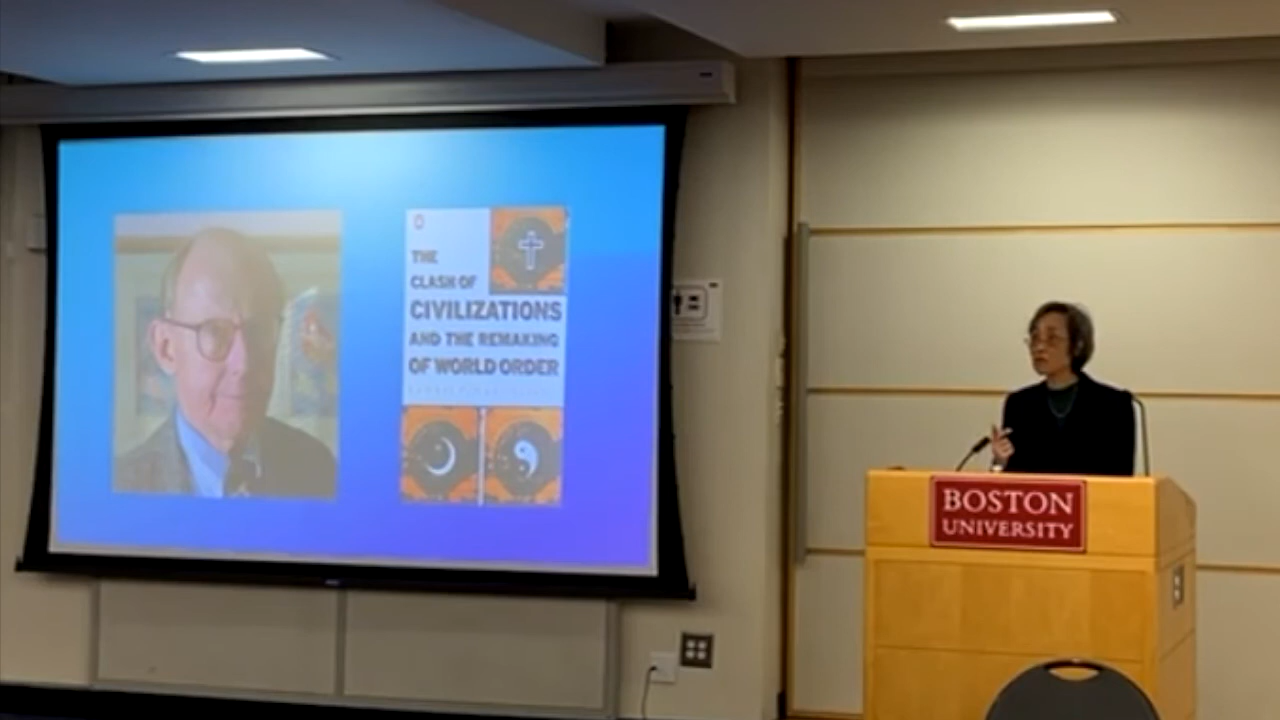 THE
CLASH OF
CIVILIZATIONS
AND THE REMAKING
OF WORLD ORDER
BOSTON
UNIVERSITY